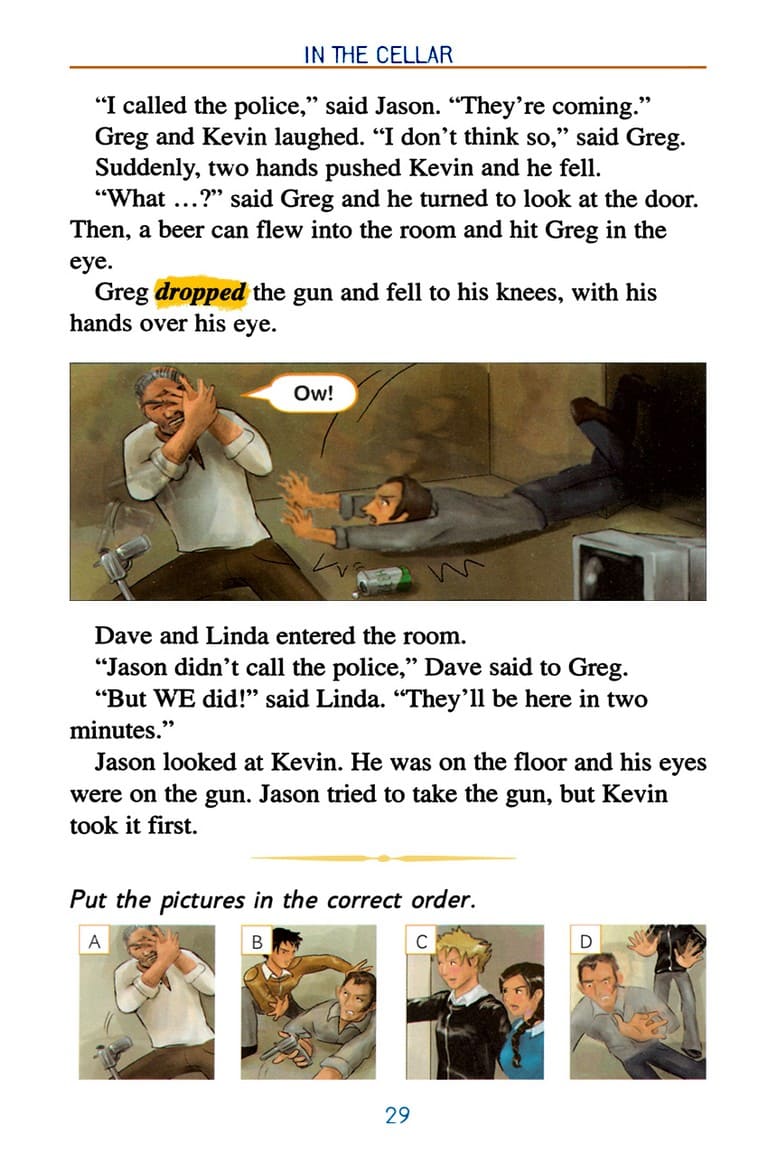 IN THE CELLAR
“I called the police,” said Jason. “They’re coming.”
Greg and Kevin laughed. “I don’t think so,” said Greg.
Suddenly, two hands pushed Kevin and he fell.
“What …?” said Greg and he turned to look at the door.
Then, a beer can flew into the room and hit Greg in the
eye.
Greg dropped the gun and fell to his knees, with his
hands over his eye.
Ow!
Dave and Linda entered the room.
“Jason didn’t call the police,” Dave said to Greg.
“But WE did!” said Linda. “They’ll be here in two
minutes.”
Jason looked at Kevin. He was on the floor and his eyes
were on the gun. Jason tried to take the gun, but Kevin
took it first.
Put the pictures in the correct order.
A
B
C
D
29